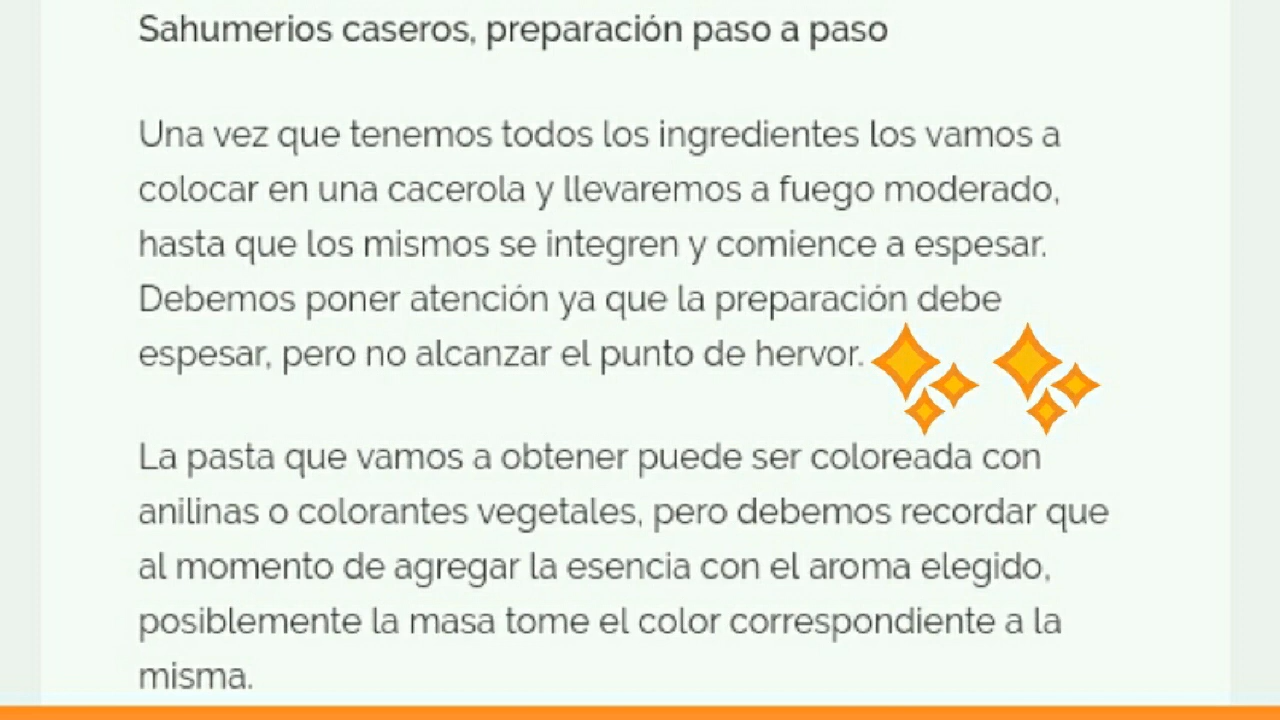 Sahumerios caseros, preparación paso a paso
Una vez que tenemos todos los ingredientes los vamos a
colocar en una cacerola y llevaremos a fuego moderado,
hasta que los mismos se integren y comience a espesar.
Debemos poner atención ya que la preparación debe
espesar, pero no alcanzar el punto de hervor.
La pasta que vamos a obtener puede ser coloreada con
anilinas o colorantes vegetales, pero debemos recordar que
al momento de agregar la esencia con el aroma elegido,
posiblemente la masa tome el color correspondiente a la
misma.